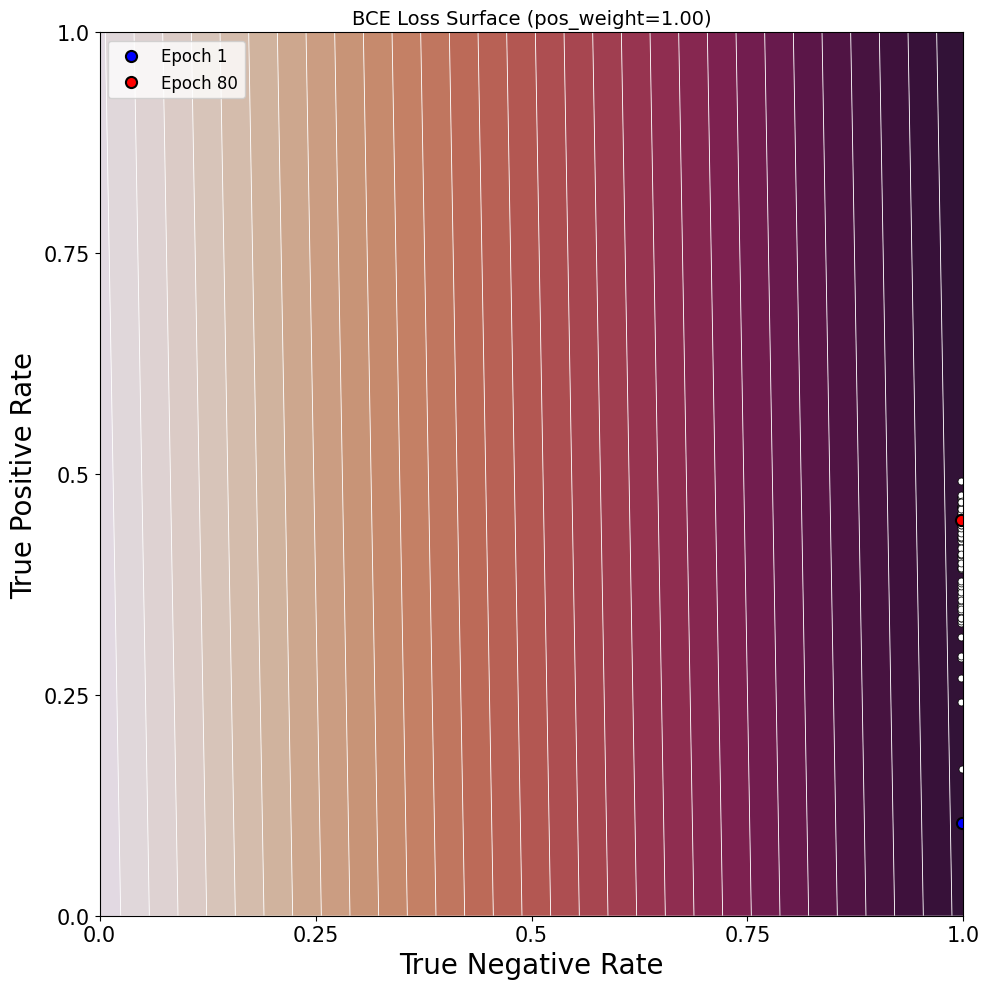 BCE Loss Surface (pos_weight=1.00)
Epoch 1
Epoch 80
True Positive Rate
1.0
0.75
0.5
0.25
0.0
0.0 0.25 0.5 0.75 1.0
True Negative Rate